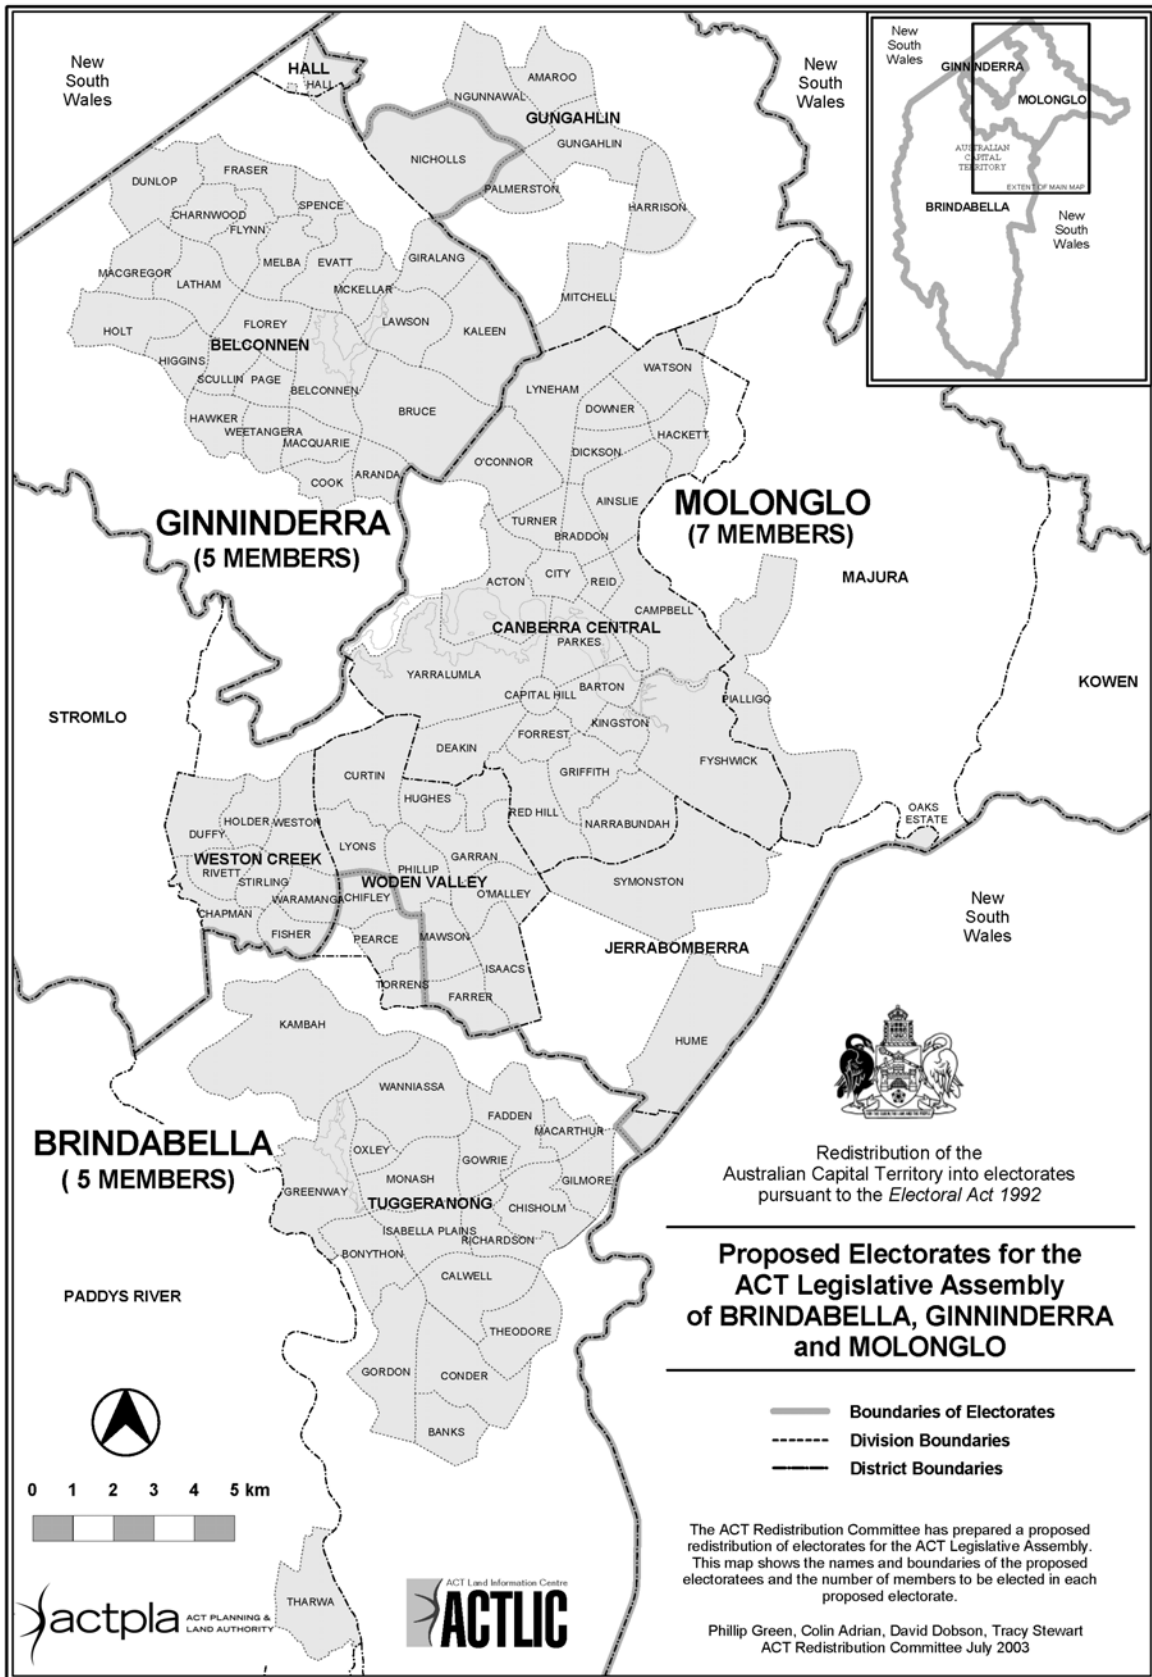 New
South
Wales
HALL
HALL
NGUNNAWAL
AMAROO
GUNGAHLIN
GUNGAHLIN
NICHOLLS
PALMERSTON
HARRISON
MITCHELL
New
South
Wales
New
South
Wales
GINNINDERRA
MOLONGLO
AUSTRALIAN
CAPITAL
TERRITORY
EXTENT OF MAIN MAP
BRINDABELLA
New
South
Wales
DUNLOP
FRASER
SPENCE
CHARNWOOD
FLYNN
MELBA
EVATT
GIRALANG
MACGREGOR
LATHAM
MCKELLAR
LAWSON
KALEEN
HOLT
FLOREY
BELCONNEN
HIGGINS
SCULLIN
PAGE
BELCONNEN
BRUCE
HAWKER
WEETANGERA
MACQUARIE
COOK
ARANDA
GINNINDERRA
(5 MEMBERS)
LYNEHAM
WATSON
DOWNER
HACKETT
DICKSON
O'CONNOR
AINSLIE
TURNER
BRADDON
MOLONGLO
(7 MEMBERS)
MAJURA
CITY
ACTON
REID
CAMPBELL
CANBERRA CENTRAL
PARKES
YARRALUMLA
CAPITAL HILL
BARTON
PIALLIGO
KOWEN
KINGSTON
FORREST
DEAKIN
GRIFFITH
FYSHWICK
STROMLO
CURTIN
HUGHES
RED HILL
NARRABUNDAH
OAKS
ESTATE
HOLDER
WESTON
DUFFY
LYONS
WESTON CREEK
RIVETT
STIRLING
GARRAN
PHILLIP
WODEN VALLEY
O'MALLEY
SYMONSTON
WARAMANGA
CHIFLEY
CHAPMAN
FISHER
PEARCE
MAWSON
ISAACS
TORRENS
FARRER
JERRABOMBERRA
New
South
Wales
HUME
KAMBAH
WANNIASSA
FADDEN
MACARTHUR
BRINDABELLA
( 5 MEMBERS)
OXLEY
GOWRIE
MONASH
GILMORE
GREENWAY
TUGGERANONG
CHISHOLM
ISABELLA PLAINS
RICHARDSON
BONYTHON
CALWELL
PADDYS RIVER
THEODORE
GORDON
CONDER
BANKS
THARWA
Redistribution of the
Australian Capital Territory into electorates
pursuant to the Electoral Act 1992
Proposed Electorates for the
ACT Legislative Assembly
of BRINDABELLA, GINNINDERRA
and MOLONGLO
Boundaries of Electorates
Division Boundaries
District Boundaries
0 1 2 3 4 5 km
The ACT Redistribution Committee has prepared a proposed
redistribution of electorates for the ACT Legislative Assembly.
This map shows the names and boundaries of the proposed
electoratees and the number of members to be elected in each
proposed electorate.
Phillip Green, Colin Adrian, David Dobson, Tracy Stewart
ACT Redistribution Committee July 2003
actpla
ACT PLANNING &
LAND AUTHORITY
ACT Land Information Centre
ACTLIC